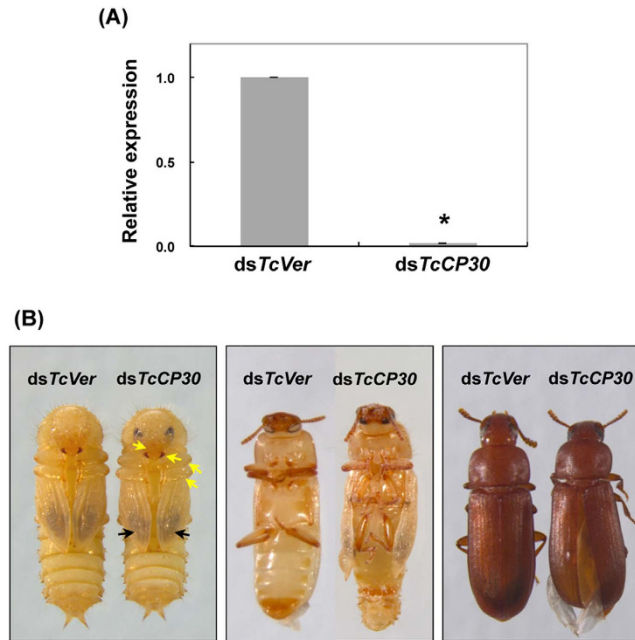 (A)
Relative expression
1.0
0.5
0.0
*
dsTcVer dsTcCP30
(B)
dsTcVer dsTcCP30
dsTcVer dsTcCP30
dsTcVer dsTcCP30